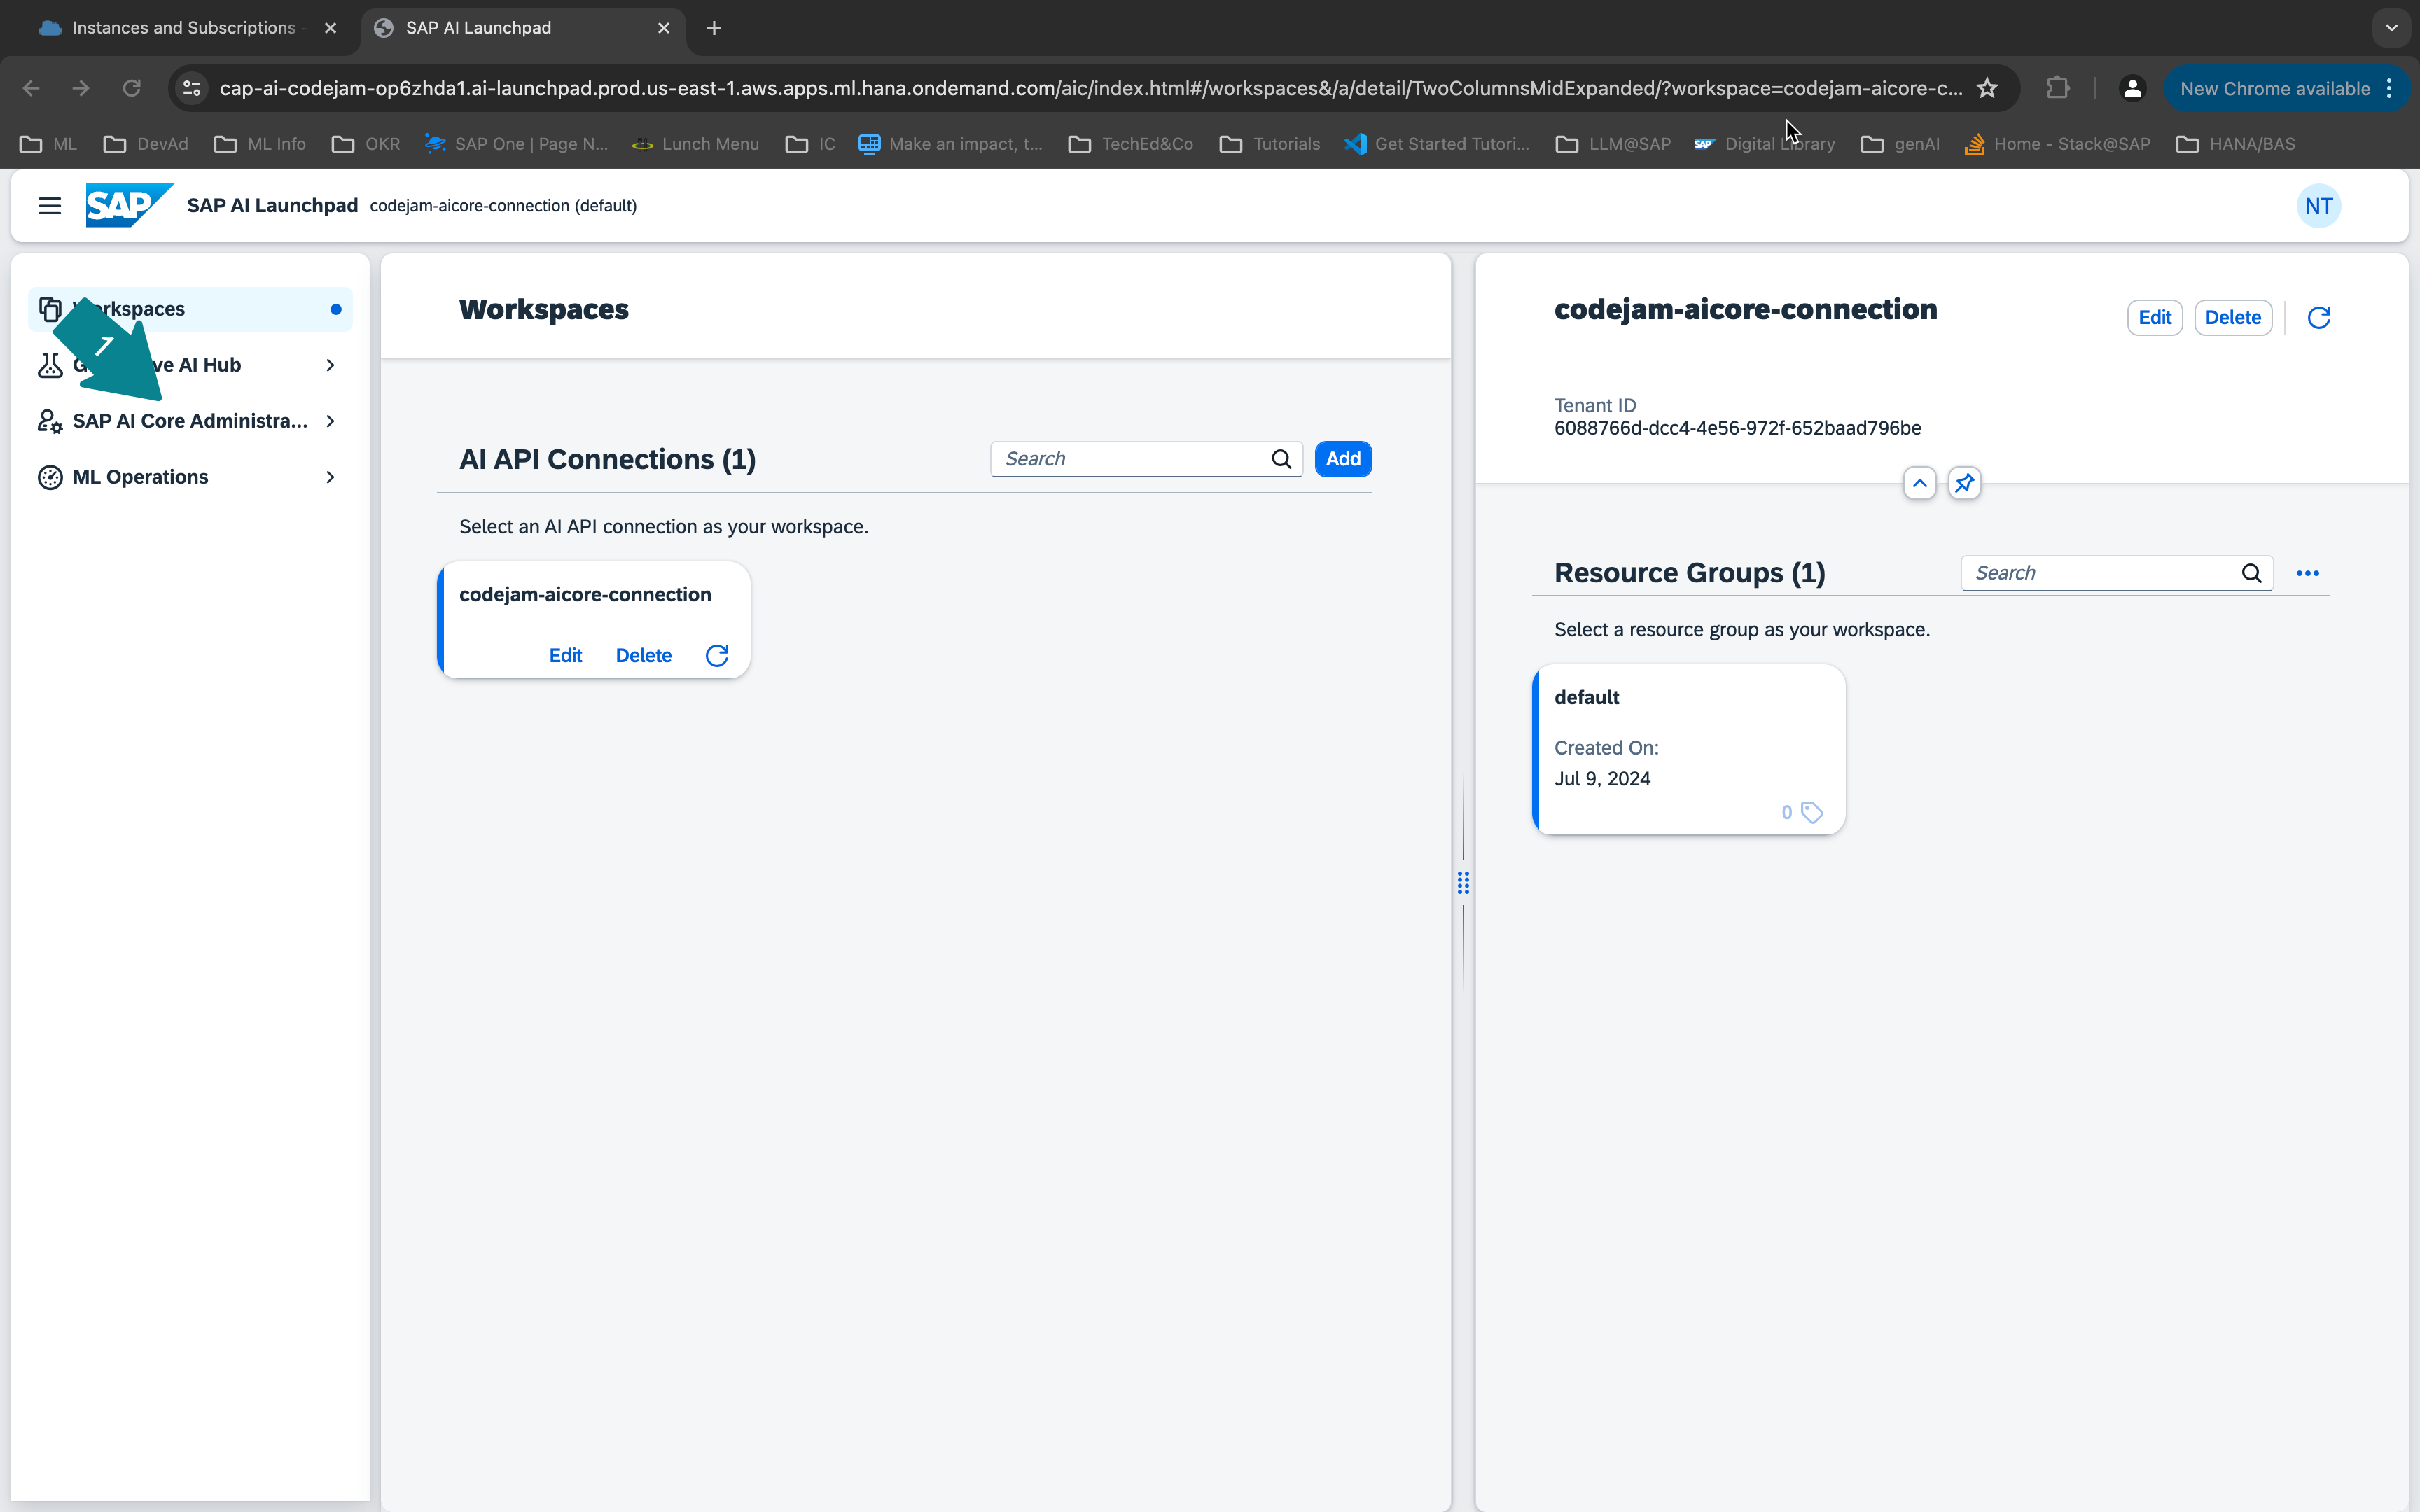 Instances and Subscriptions -
SAP AI Launchpad
cap-ai-codejam-op6zhda1.ai-launchpad.prod.us-east-1.aws.apps.ml.hana.ondemand.com/aic/index.html#/workspaces&/a/detail/TwoColumnsMidExpanded/?workspace=codejam-aicore-c...
New Chrome available
ML
DevAd
ML Info
OKR
SAP One | Page N...
Lunch Menu
IC
Make an impact, t...
TechEd&Co
Tutorials
Get Started Tutori...
LLM@SAP
SAP
Digital Library
genAI
Home - Stack@SAP
HANA/BAS
SAP
SAP AI Launchpad
codejam-aicore-connection (default)
NT
rkspaces
1
G ve AI Hub
SAP AI Core Administra...
ML Operations
Workspaces
AI API Connections (1)
Search
Add
Select an AI API connection as your workspace.
codejam-aicore-connection
Edit
Delete
codejam-aicore-connection
Edit
Delete
Tenant ID
6088766d-dcc4-4e56-972f-652baad796be
Resource Groups (1)
Search
Select a resource group as your workspace.
default
Created On:
Jul 9, 2024
0